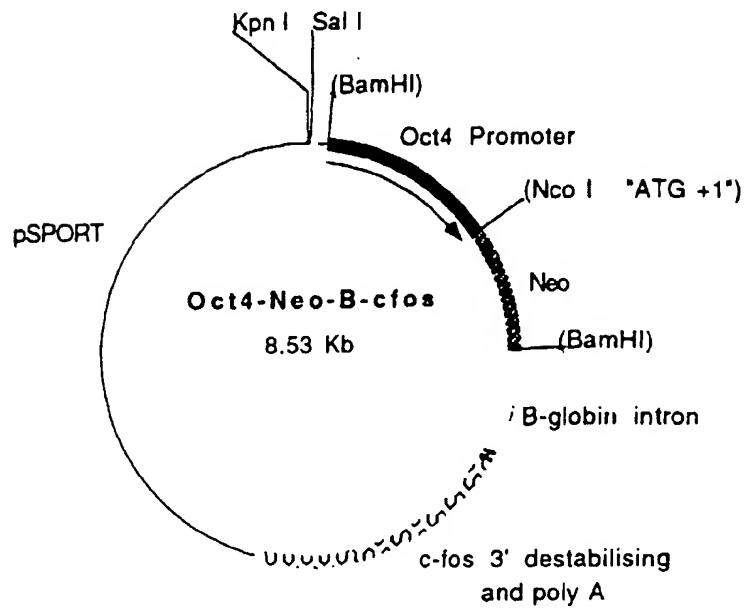 Kpn I Sal I
(BamHI)
Oct4 Promoter
(Nco I "ATG +1")
pSPORT
Neo
Oct4-Neo-B-cfos
8.53 Kb
(BamHI)
B-globin intron
c-fos 3' destabilising
and poly A